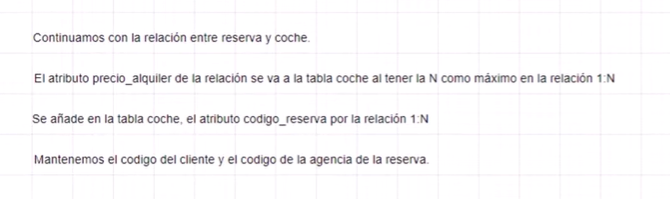 Continuamos con la relación entre reserva y coche.
El atributo precio_alquiler de la relación se va a la tabla coche al tener la N como máximo en la relación 1:N
Se añade en la tabla coche, el atributo codigo_reserva por la relación 1:N
Mantenemos el codigo del cliente y el codigo de la agencia de la reserva.